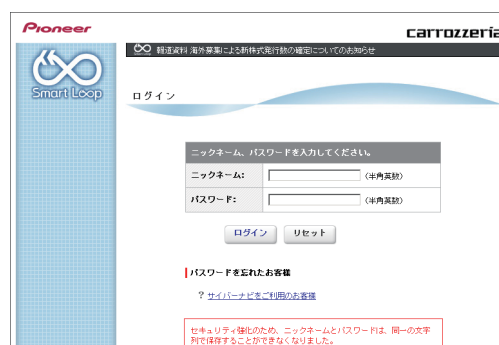 Pioneer
carrozzeria
報道資料 海外募集による新株式発行数の確定についてのお知らせ
Smart Loop
ログイン
ニックネーム、パスワードを入力してください。
ニックネーム:
(半角英数)
パスワード:
(半角英数)
ログイン リセット
パスワードを忘れたお客様
? サイバーナビをご利用のお客様
セキュリティ強化のため、ニックネームとパスワードは、同一の文字
列で保存することができなくなりました。